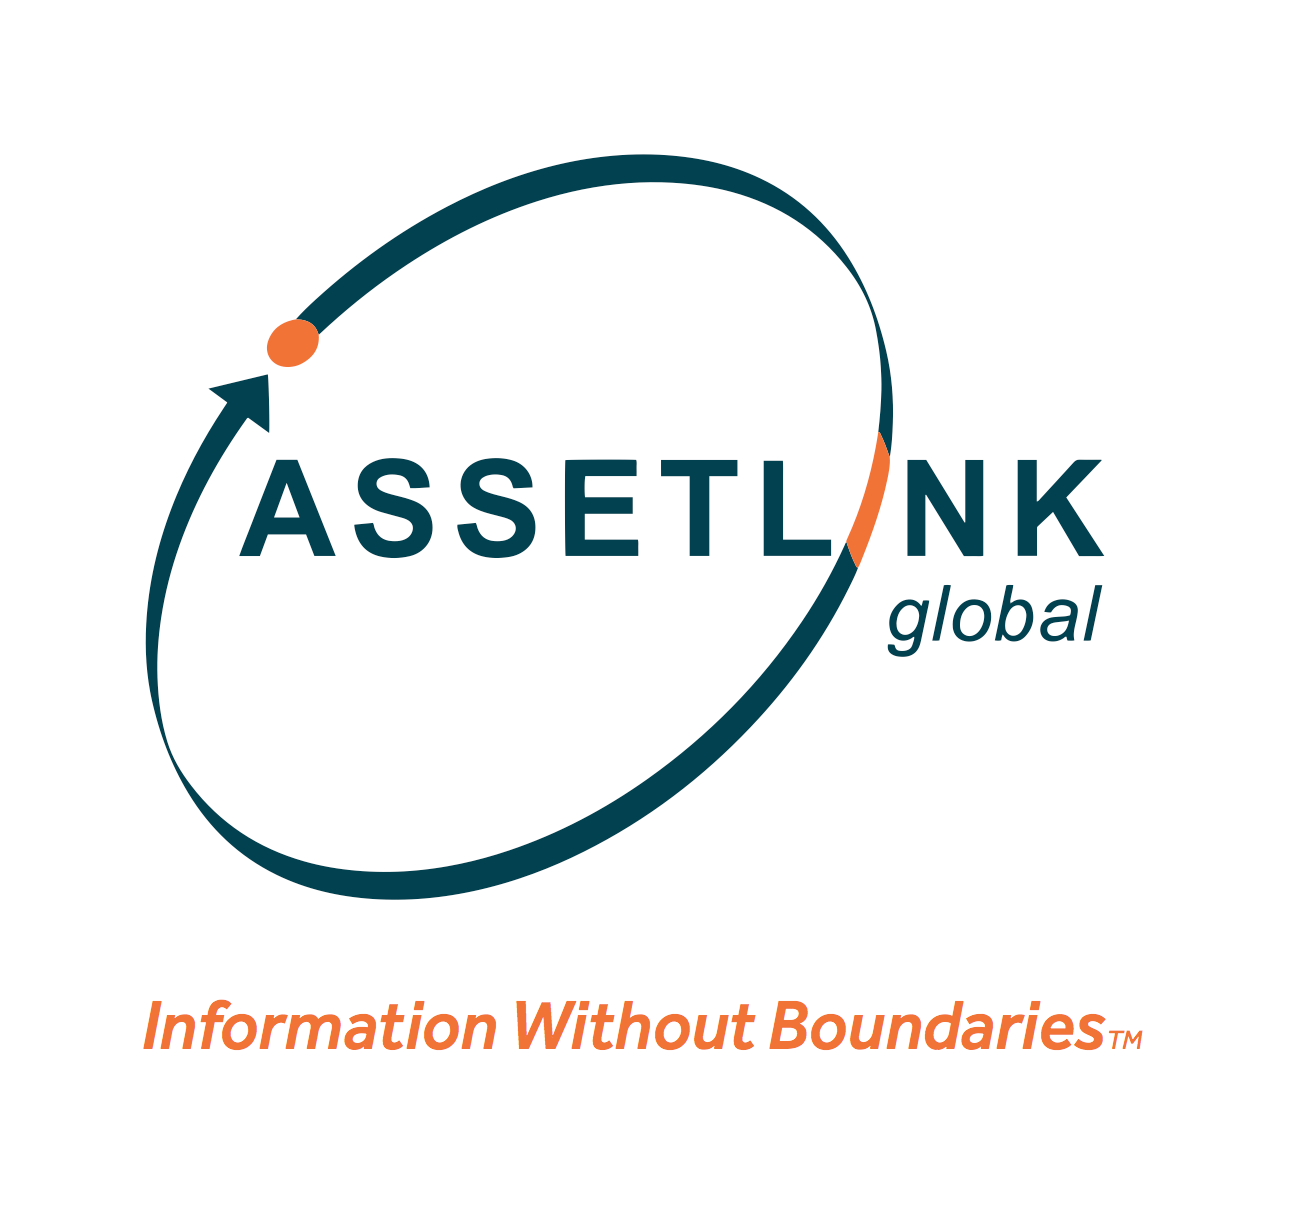 ASSETLINK
global
Information Without Boundaries™